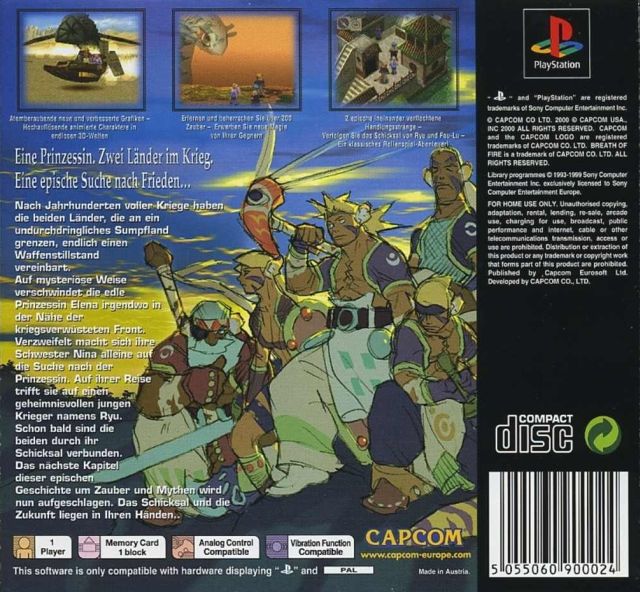 Atemberaubende neue und verbesserte Grafiken -
Hochauflösende animierte Charaktere in
endlosen 3D-Welten
Erlernen und beherrschen Sie über 200
Zauber - Erwerben Sie neue Magie
von Ihren Gegnern
2 epische ineinander verflochtene
Handlungsstränge -
Verfolgen Sie das Schicksal von Ryu und Fou-Lu -
Ein klassisches Rollenspiel-Abenteuer!
Eine Prinzessin. Zwei Länder im Krieg.
Eine epische Suche nach Frieden...
Nach Jahrhunderten voller Kriege haben
die beiden Länder, die an ein
undurchdringliches Sumpfland
grenzen, endlich einen
Waffenstillstand
vereinbart.
Auf mysteriöse Weise
verschwindet die edle
Prinzessin Elena irgendwo in
der Nähe der
kriegsverwüsteten Front.
Verzweifelt macht sich ihre
Schwester Nina alleine auf
die Suche nach der
Prinzessin. Auf ihrer Reise
trifft sie auf einen
geheimnisvollen jungen
Krieger namens Ryu.
Schon bald sind die
beiden durch ihr
Schicksal verbunden.
Das nächste Kapitel
dieser epischen
Geschichte um Zauber und Mythen wird
nun aufgeschlagen. Das Schicksal und die
Zukunft liegen in Ihren Händen..
1
Player
Memory Card
1 block
Analog Control
Compatible
Vibration Function
Compatible
CAPCOM
www.capcom-europe.com
This software is only compatible with hardware displaying " " and PAL
Made in Austria.
PlayStation
" " and "PlayStation" are registered
trademarks of Sony Computer Entertainment Inc.
© CAPCOM CO LTD. 2000 © CAPCOM USA.,
INC 2000 ALL RIGHTS RESERVED. CAPCOM
and the CAPCOM LOGO are registered
trademarks of CAPCOM CO. LTD. BREATH OF
FIRE is a trademark of CAPCOM CO. LTD. ALL
RIGHTS RESERVED.
Library programmes © 1993-1999 Sony Computer
Entertainment Inc. exclusively licensed to Sony
Computer Entertainment Europe.
FOR HOME USE ONLY. Unauthorised copying,
adaptation, rental, lending, re-sale, arcade
use, charging for use, broadcast, public
performance and internet, cable or other
telecommunications transmission, access or
use are prohibited. Distribution or extraction of
this product or any trademark or copyright work
that forms part of this product are prohibited.
Published by Capcom Eurosoft Ltd.
Developed by CAPCOM CO., LTD.
COMPACT
disc
5 055060 900024